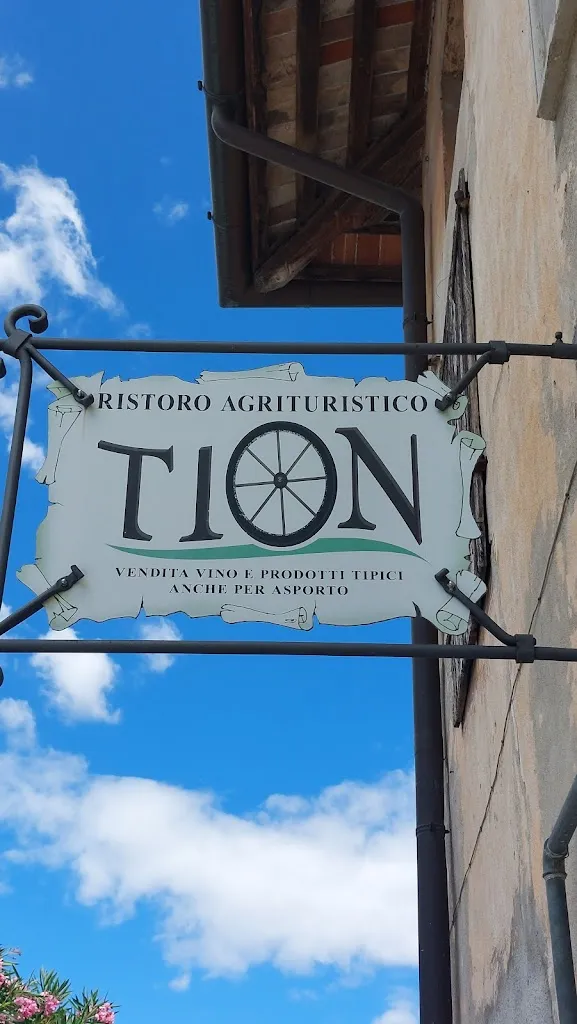 RISTORO AGRITURISTICO
TION
VENDITA VINO E PRODOTTI TIPICI
ANCHE PER ASPORTO